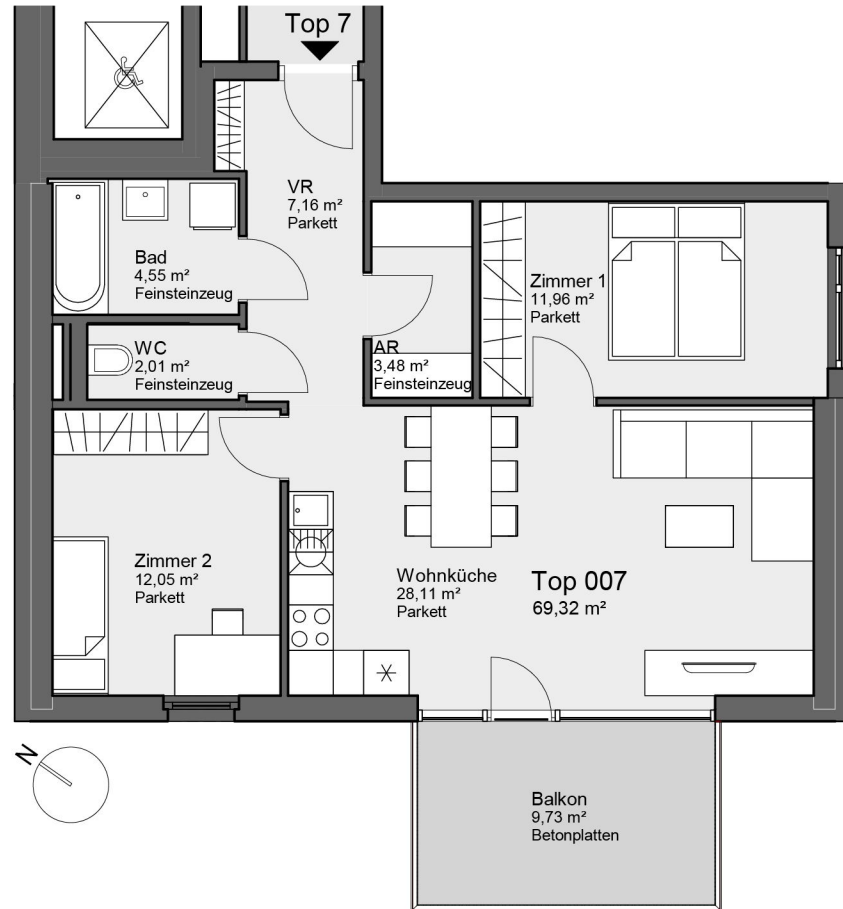 Top 7
VR
7,16 m²
Parkett
Bad
4,55 m²
Feinsteinzeug
Zimmer 1
11,96 m²
Parkett
WC
2,01 m²
Feinsteinzeug
AR
3,48 m²
Feinsteinzeug
Zimmer 2
12,05 m²
Parkett
Wohnküche
28,11 m²
Parkett
Top 007
69,32 m²
N
Balkon
9,73 m²
Betonplatten